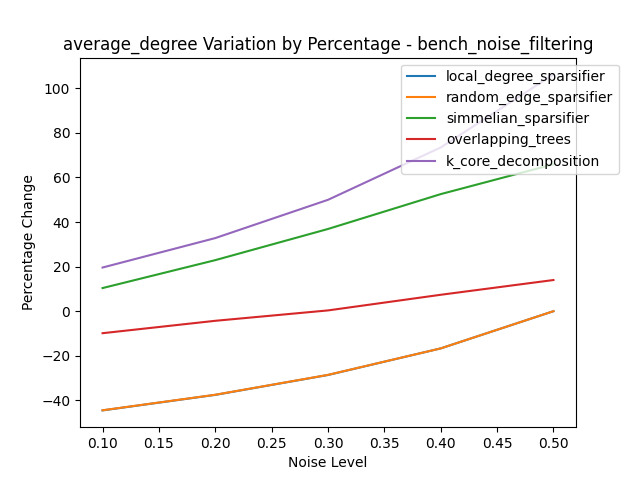 average_degree Variation by Percentage - bench_noise_filtering
local_degree_sparsifier
random_edge_sparsifier
simmelian_sparsifier
overlapping_trees
k_core_decomposition
Percentage Change
100
80
60
40
20
0
−20
−40
0.10 0.15 0.20 0.25 0.30 0.35 0.40 0.45 0.50
Noise Level